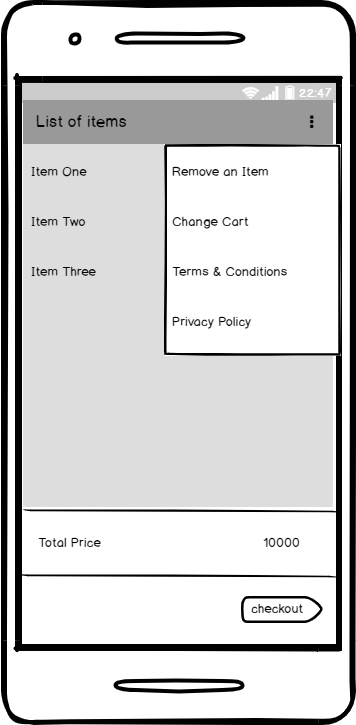 22:47
List of items
Item One
Remove an Item
Item Two
Change Cart
Item Three
Terms & Conditions
Privacy Policy
Total Price 10000
checkout